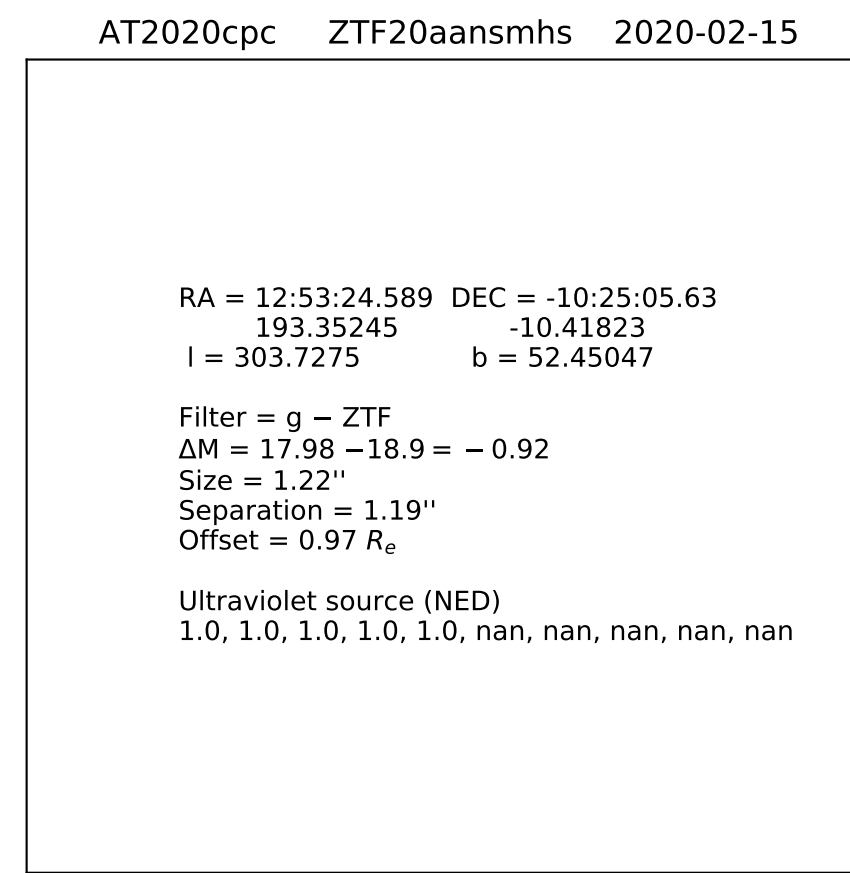 AT2020cpc ZTF20aansmhs 2020-02-15
RA = 12:53:24.589 DEC = -10:25:05.63
193.35245 -10.41823
l = 303.7275 b = 52.45047
Filter = g − ZTF
ΔM = 17.98 −18.9 = − 0.92
Size = 1.22''
Separation = 1.19''
Offset = 0.97 Rₑ
Ultraviolet source (NED)
1.0, 1.0, 1.0, 1.0, 1.0, nan, nan, nan, nan, nan